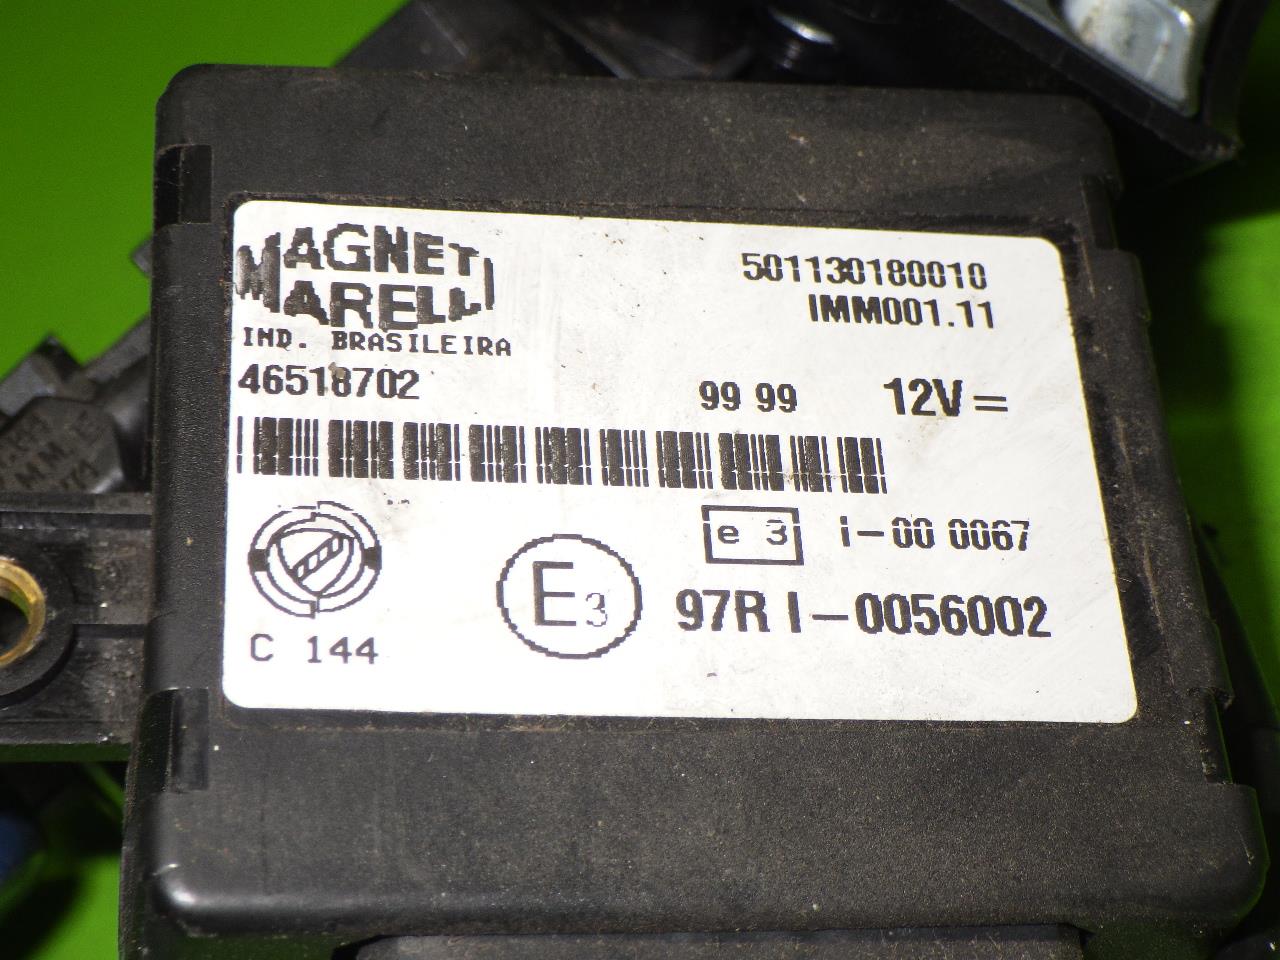 MAGNETI
MARELLI
IND. BRASILEIRA
46518702
501130180010
IMM001.11
99 99
12V =
e 3
i-00 0067
E3
97R I-0056002
C 144
M.M.